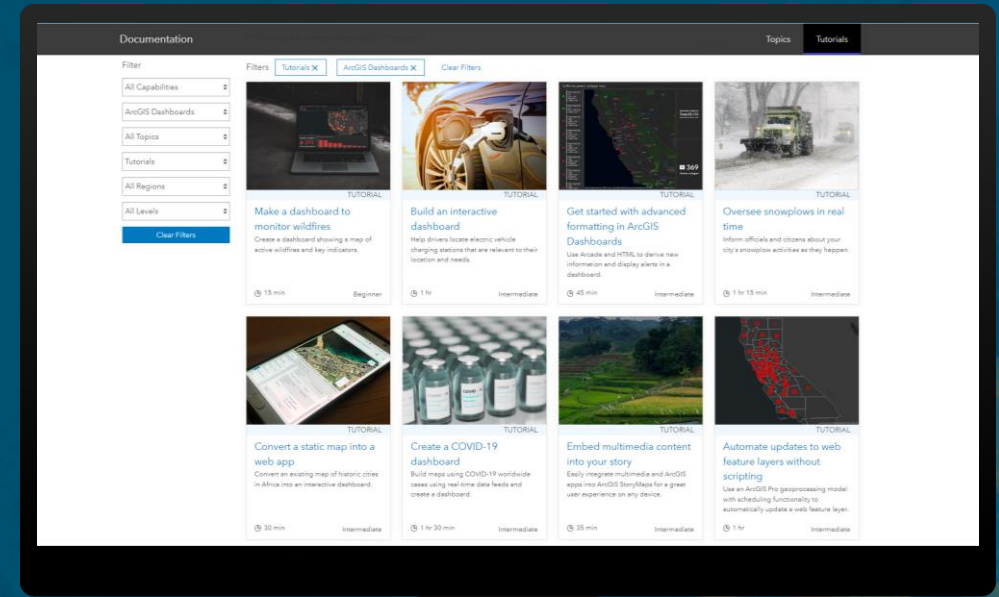 Documentation
Topics
Tutorials
Filter
All Capabilities
ArcGIS Dashboards
All Topics
Tutorials
All Regions
All Levels
Clear Filters
Filters
Tutorials X
ArcGIS Dashboards X
Clear Filters
TUTORIAL
Make a dashboard to
monitor wildfires
Create a dashboard showing a map of
active wildfires and key indicators.
15 min
Beginner
TUTORIAL
Build an interactive
dashboard
Help drivers locate electric vehicle
charging stations that are relevant to their
location and needs.
1 hr
Intermediate
369
TUTORIAL
Get started with advanced
formatting in ArcGIS
Dashboards
Use Arcade and HTML to derive new
information and display alerts in a
dashboard.
45 min
Intermediate
TUTORIAL
Oversee snowplows in real
time
Inform officials and citizens about your
city's snowplow activities as they happen.
1 hr 15 min
Intermediate
TUTORIAL
Convert a static map into a
web app
Convert an existing map of historic cities
in Africa into an interactive dashboard.
30 min
Intermediate
COVID-19
TUTORIAL
Create a COVID-19
dashboard
Build maps using COVID-19 worldwide
cases using real-time data feeds and
create a dashboard.
1 hr 30 min
Intermediate
TUTORIAL
Embed multimedia content
into your story
Easily integrate multimedia and ArcGIS
apps into ArcGIS StoryMaps for a great
user experience on any device.
35 min
Intermediate
TUTORIAL
Automate updates to web
feature layers without
scripting
Use an ArcGIS Pro geoprocessing model
with scheduling functionality to
automatically update a web feature layer.
1 hr
Intermediate